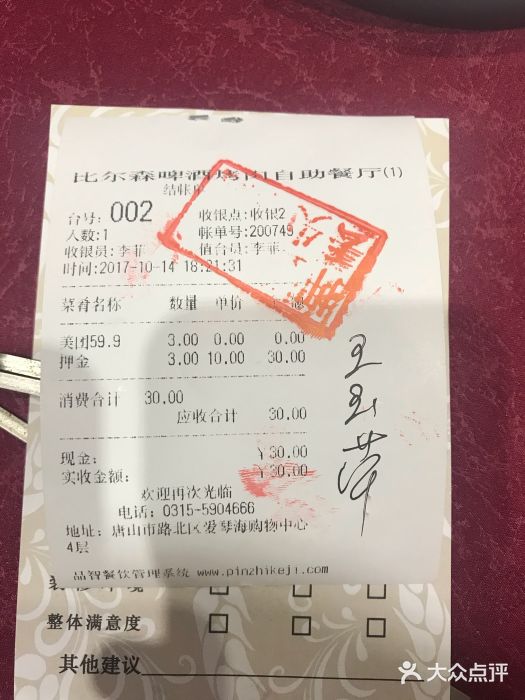 比尔森啤酒烤肉自助餐厅(1)
结帐单
台号: 002 收银点:收银2
人数:1 帐单号:200749
收银员:李菲 值台员:李菲
时间:2017-10-14 18:21:31
菜肴名称 数量 单价 金额
美团59.9 3.00 0.00 0.00
押金 3.00 10.00 30.00
消费合计 30.00
应收合计 30.00
现金: ¥30.00
实收金额: ¥30.00
欢迎再次光临
电话: 0315-5904666
地址: 唐山市路北区爱琴海购物中心
4层
品智餐饮管理系统 www.pinzhikeji.com
整体满意度
其他建议
大众点评